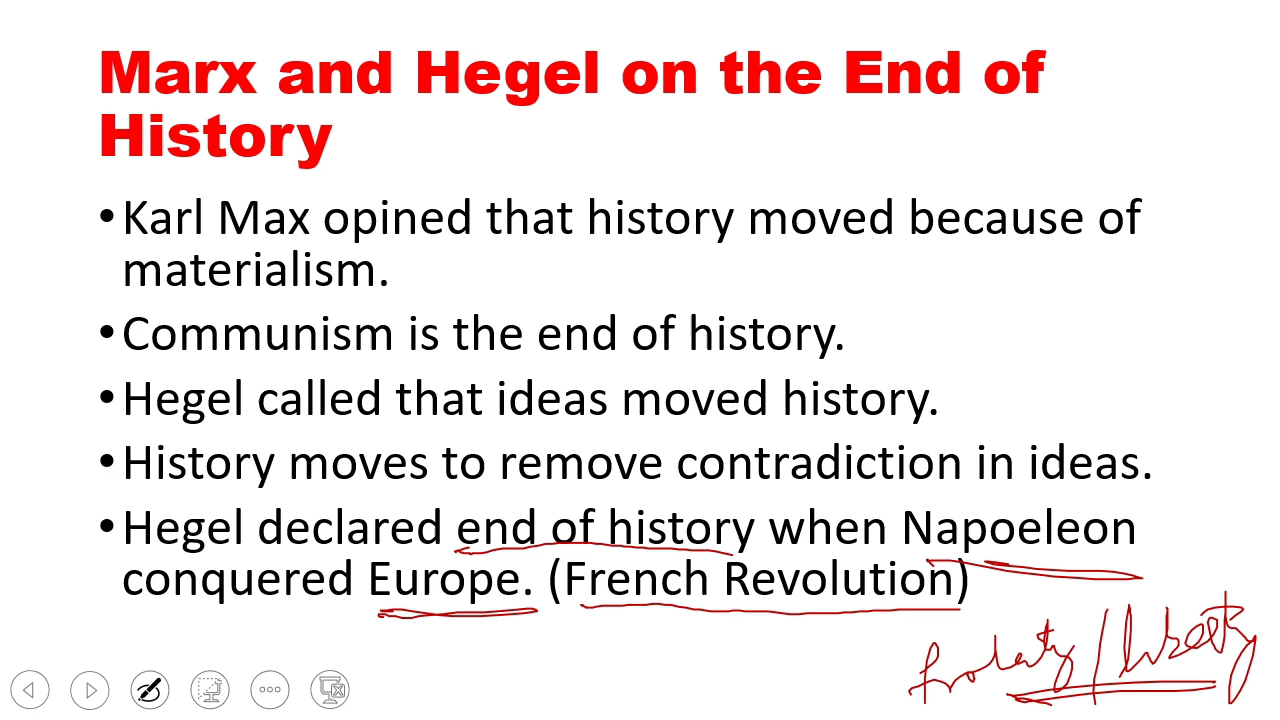 Marx and Hegel on the End of
History
•Karl Max opined that history moved because of
materialism.
•Communism is the end of history.
•Hegel called that ideas moved history.
•History moves to remove contradiction in ideas.
•Hegel declared end of history when Napoeleon
conquered Europe. (French Revolution)
/ liberty